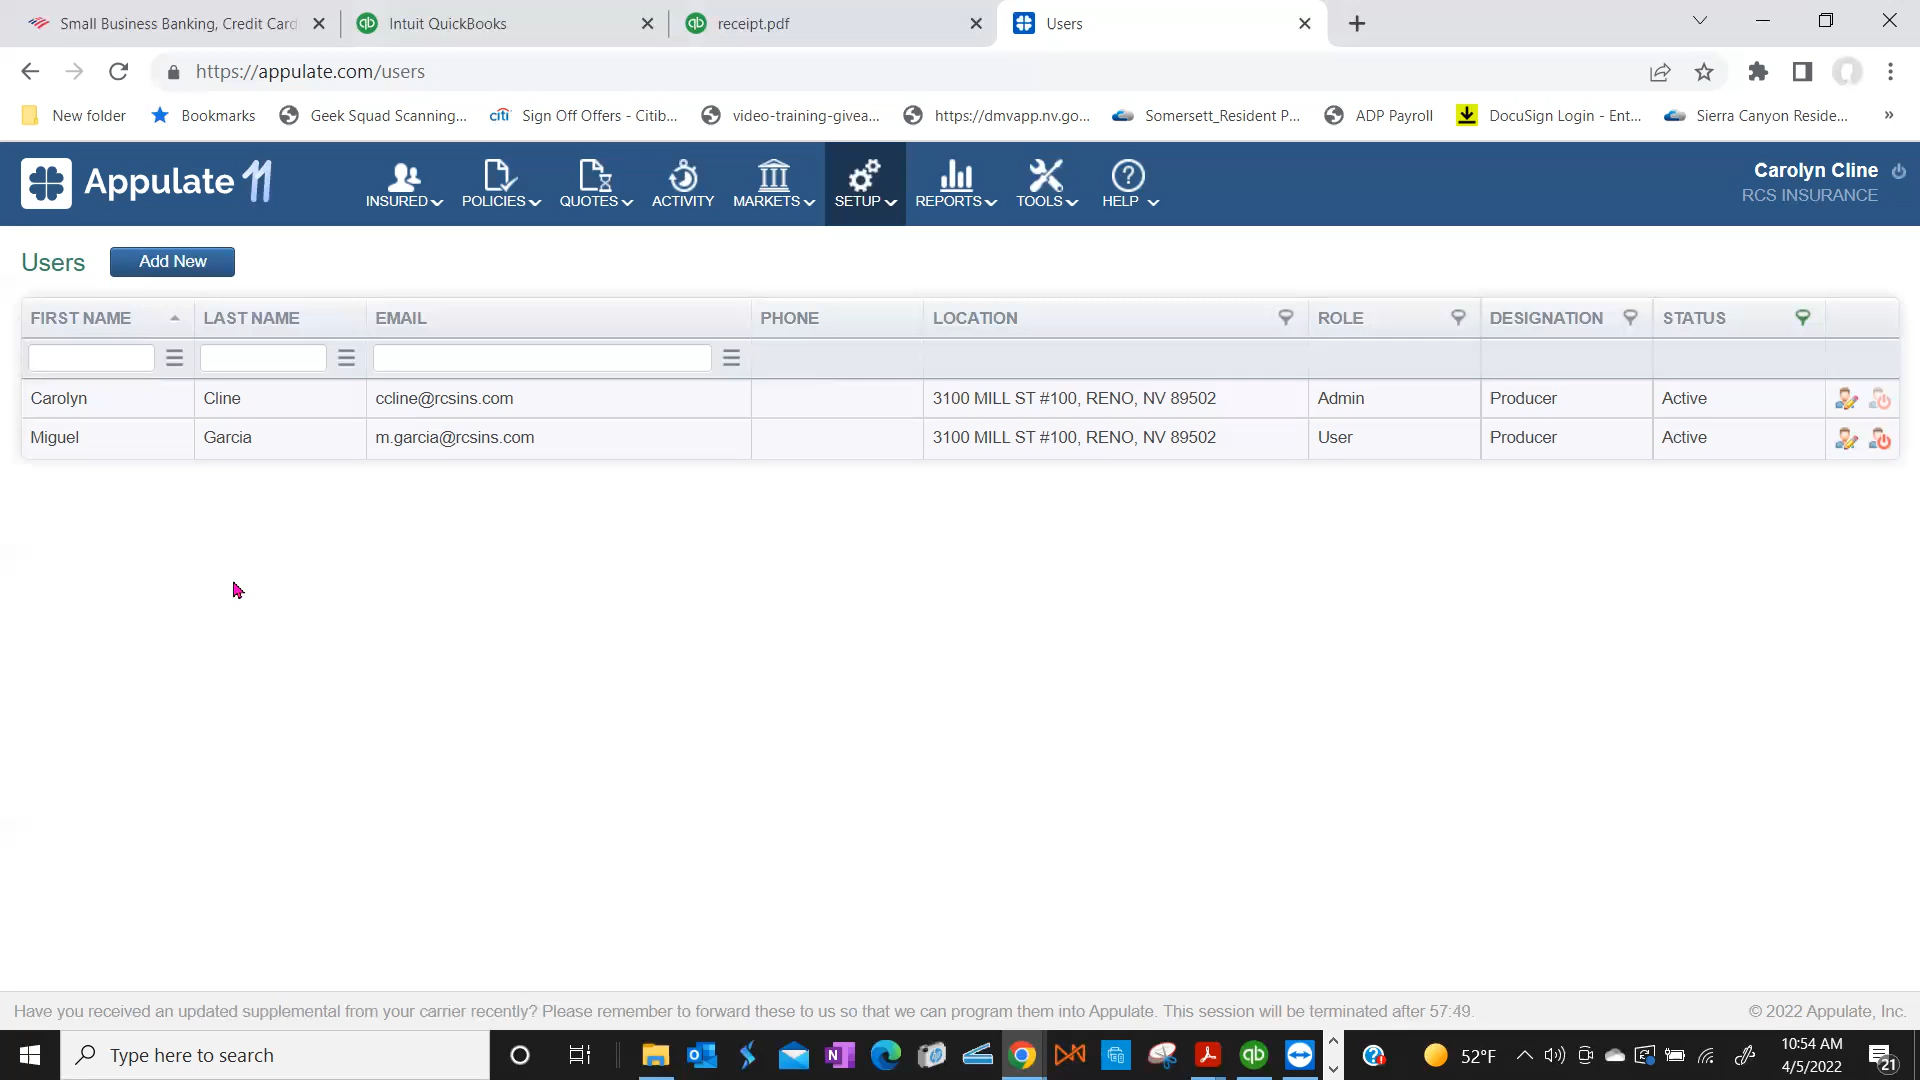 Small Business Banking, Credit Card
Intuit QuickBooks
receipt.pdf
Users
https://appulate.com/users
New folder
Bookmarks
Geek Squad Scanning...
citi
Sign Off Offers - Citib...
video-training-givea...
https://dmvapp.nv.go...
Somersett_Resident P...
ADP Payroll
DocuSign Login - Ent...
Sierra Canyon Reside...
»
Appulate 11
INSURED
POLICIES
QUOTES
ACTIVITY
MARKETS
SETUP
REPORTS
TOOLS
HELP
Carolyn Cline
RCS INSURANCE
Users
Add New
FIRST NAME LAST NAME EMAIL PHONE LOCATION ROLE DESIGNATION STATUS
Carolyn Cline ccline@rcsins.com 3100 MILL ST #100, RENO, NV 89502 Admin Producer Active
Miguel Garcia m.garcia@rcsins.com 3100 MILL ST #100, RENO, NV 89502 User Producer Active
Have you received an updated supplemental from your carrier recently? Please remember to forward these to us so that we can program them into Appulate. This session will be terminated after 57:49.
© 2022 Appulate, Inc.
Type here to search
52°F
10:54 AM
4/5/2022
21